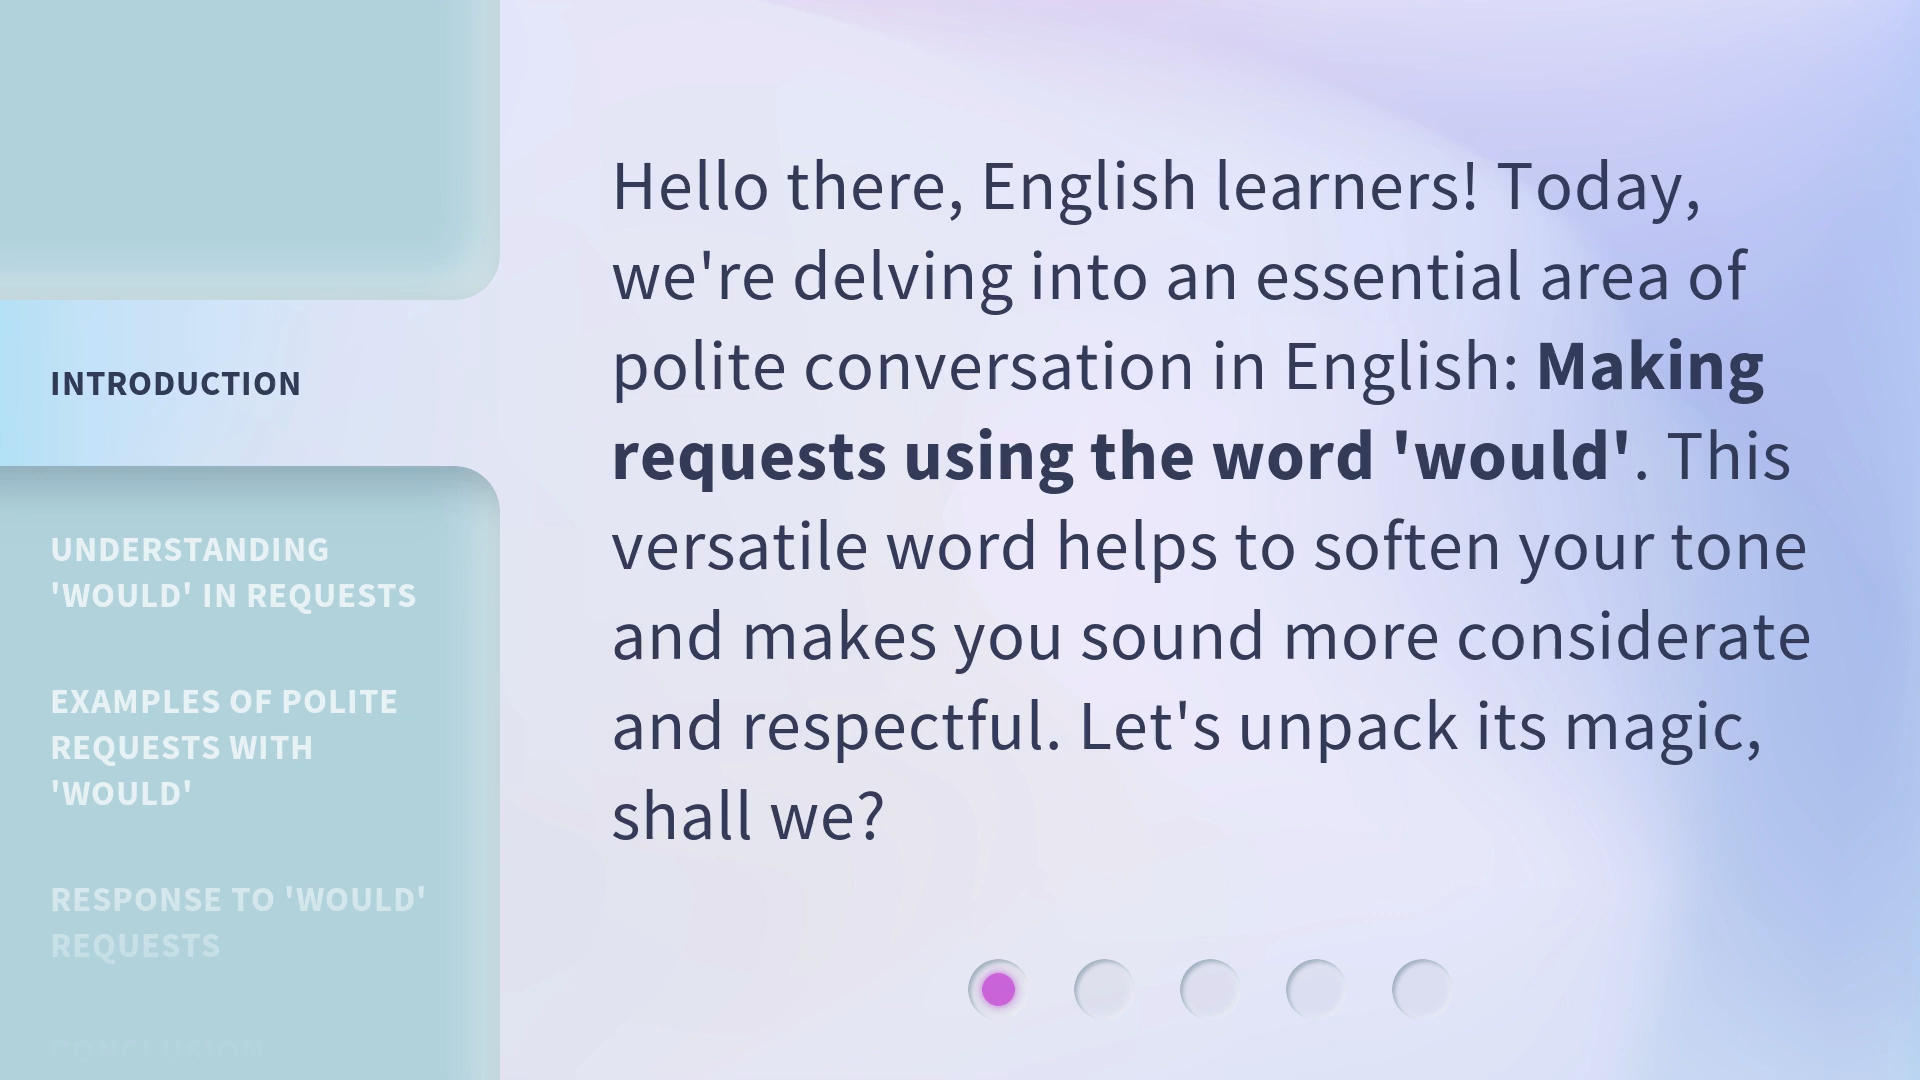 INTRODUCTION
UNDERSTANDING
'WOULD' IN REQUESTS
EXAMPLES OF POLITE
REQUESTS WITH
'WOULD'
RESPONSE TO 'WOULD'
REQUESTS
CONCLUSION
Hello there, English learners! Today,
we're delving into an essential area of
polite conversation in English: Making
requests using the word 'would'. This
versatile word helps to soften your tone
and makes you sound more considerate
and respectful. Let's unpack its magic,
shall we?